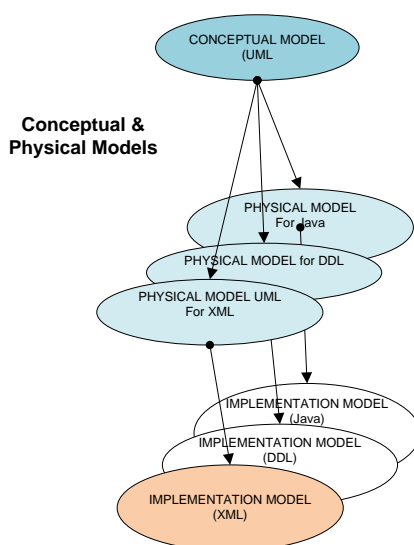 CONCEPTUAL MODEL
(UML
Conceptual &
Physical Models
PHYSICAL MODEL
For Java
PHYSICAL MODEL for DDL
PHYSICAL MODEL UML
For XML
IMPLEMENTATION MODEL
(Java)
IMPLEMENTATION MODEL
(DDL)
IMPLEMENTATION MODEL
(XML)